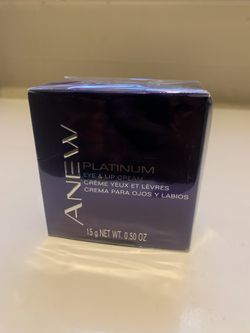 ANEW
PLATINUM
EYE & LIP CREAM
CRÈME YEUX ET LÈVRES
CREMA PARA OJOS Y LABIOS
15 g NET WT. 0.50 OZ